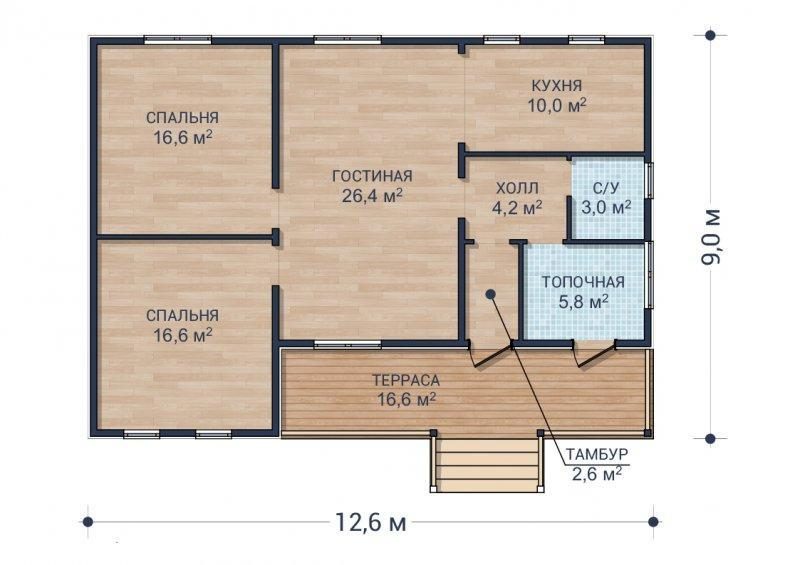 СПАЛЬНЯ
16,6 м²
ГОСТИНАЯ
26,4 м²
КУХНЯ
10,0 м²
ХОЛЛ
4,2 м²
С/У
3,0 м²
ТОПОЧНАЯ
5,8 м²
СПАЛЬНЯ
16,6 м²
ТЕРРАСА
16,6 м²
ТАМБУР
2,6 м²
9,0 м
12,6 м